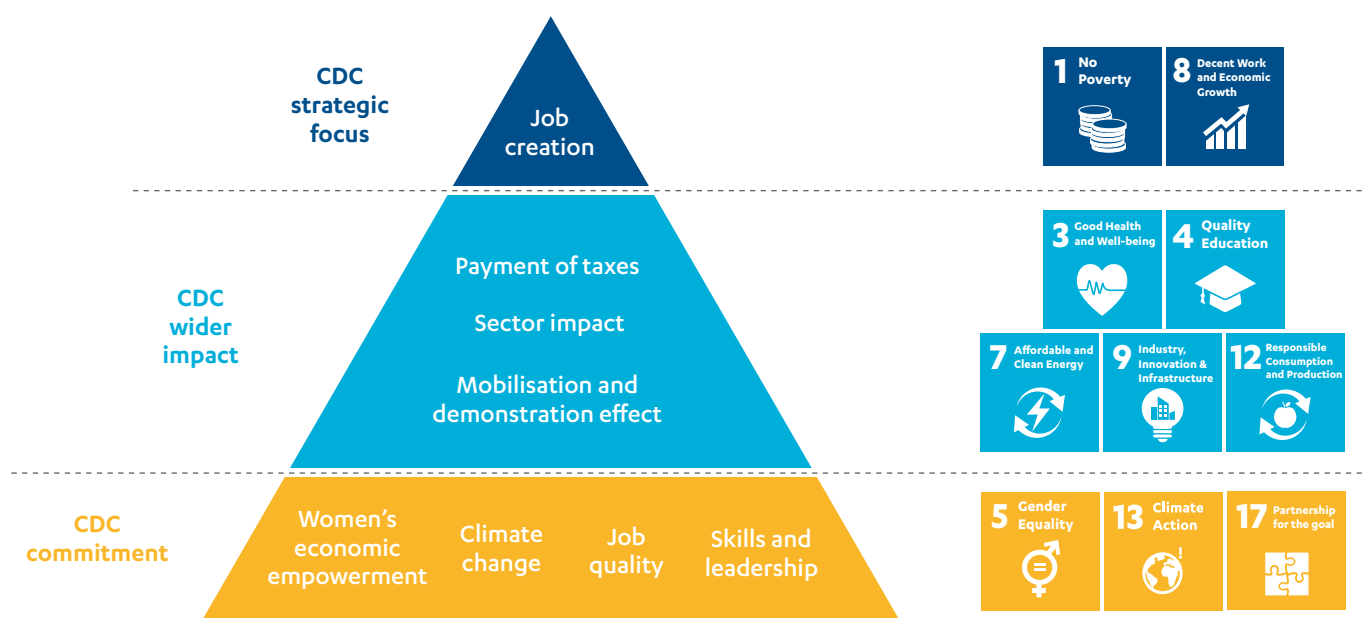 CDC
strategic
focus
Job
creation
1 No
Poverty
8 Decent Work
and Economic
Growth
CDC
wider
impact
Payment of taxes
Sector impact
Mobilisation and
demonstration effect
3 Good Health
and Well-being
4 Quality
Education
7 Affordable and
Clean Energy
9 Industry,
Innovation &
Infrastructure
12 Responsible
Consumption
and Production
CDC
commitment
Women's
economic
empowerment
Climate
change
Job
quality
Skills and
leadership
5 Gender
Equality
13 Climate
Action
17 Partnership
for the goal